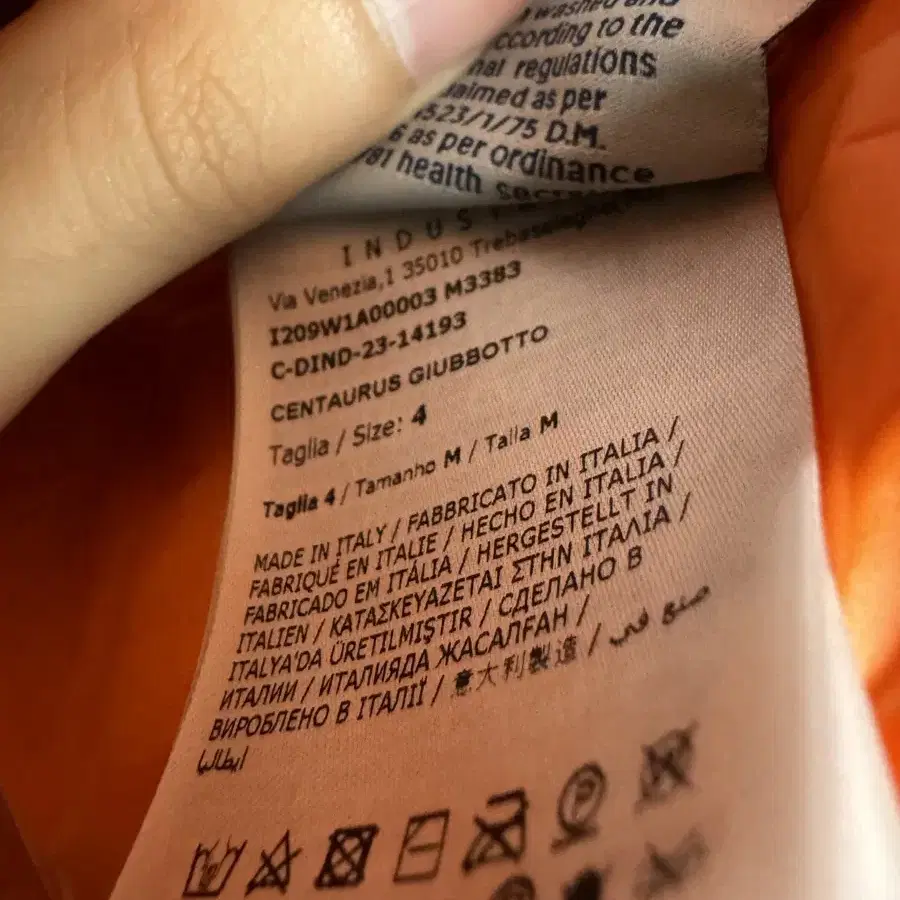 washed and
according to the
nal regulations
aimed as per
1523/1/75 D.M.
6 as per ordinance
/81 health
INDUS
Via Venezia,1 35010
I209W1A00003 M3383
C-DIND-23-14193
CENTAURUS GIUBBOTTO
Taglia / Size: 4
Taglia 4 / Tamanho M / Talla M
MADE IN ITALY / FABBRICATO IN ITALIA /
FABRIQUÉ EN ITALIE / HECHO EN ITALIA /
FABRICADO EM ITÁLIA / HERGESTELLT IN
ITALIEN / ΚΑΤΑΣΚΕΥΑΖΕΤΑΙ ΣΤΗΝ ΙΤΑΛΙΑ /
ITALYA'DA ÜRETILMIŞTIR / СДЕЛАНО В
ИТАЛИИ / ИТАЛИЯДА ЖАСАЛҒАН /
ВИРОБЛЕНО В ІТАЛІЇ / 意大利製造 / صنع في
ايطاليا
P